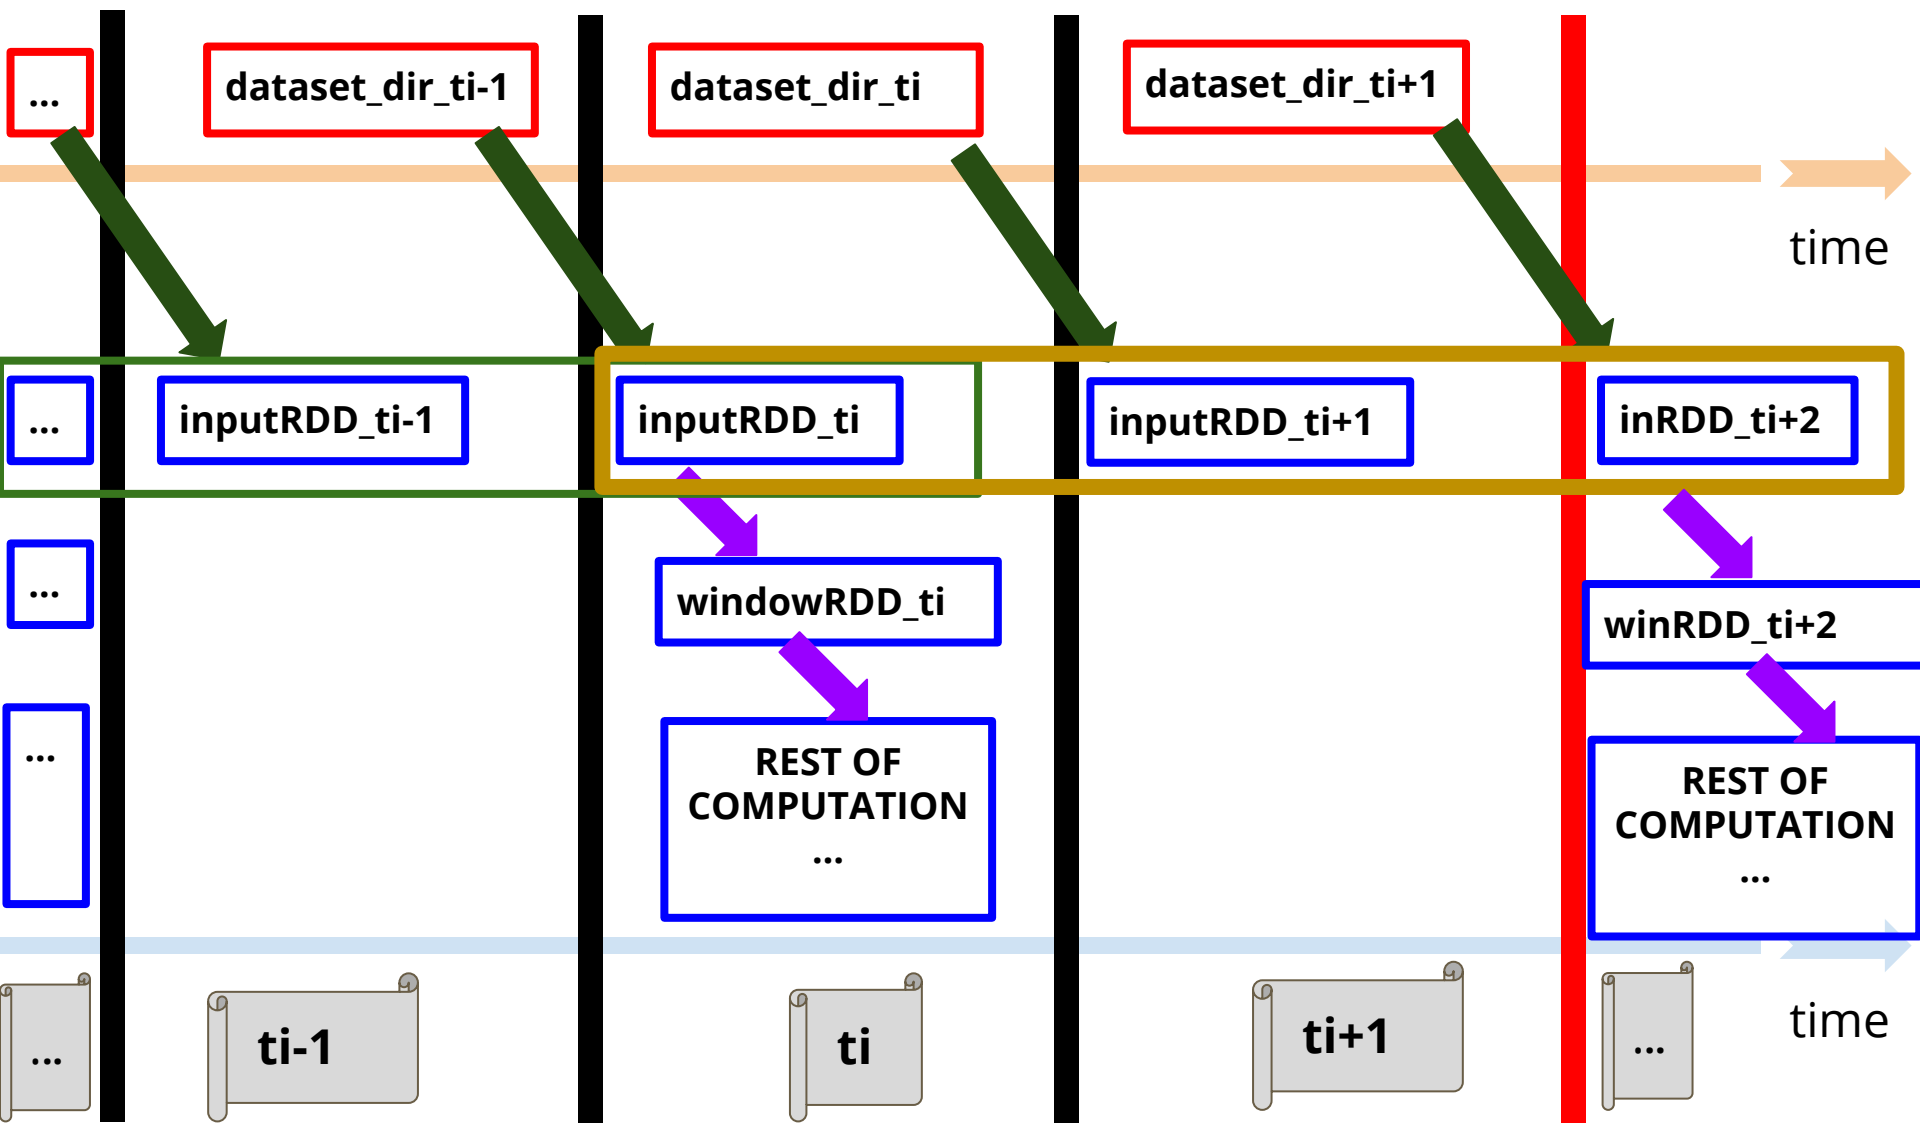 ...
dataset_dir_ti-1
dataset_dir_ti
dataset_dir_ti+1
time
...
inputRDD_ti-1
inputRDD_ti
inputRDD_ti+1
inRDD_ti+2
...
windowRDD_ti
winRDD_ti+2
...
REST OF
COMPUTATION
...
REST OF
COMPUTATION
...
...
ti-1
ti
ti+1
...
time